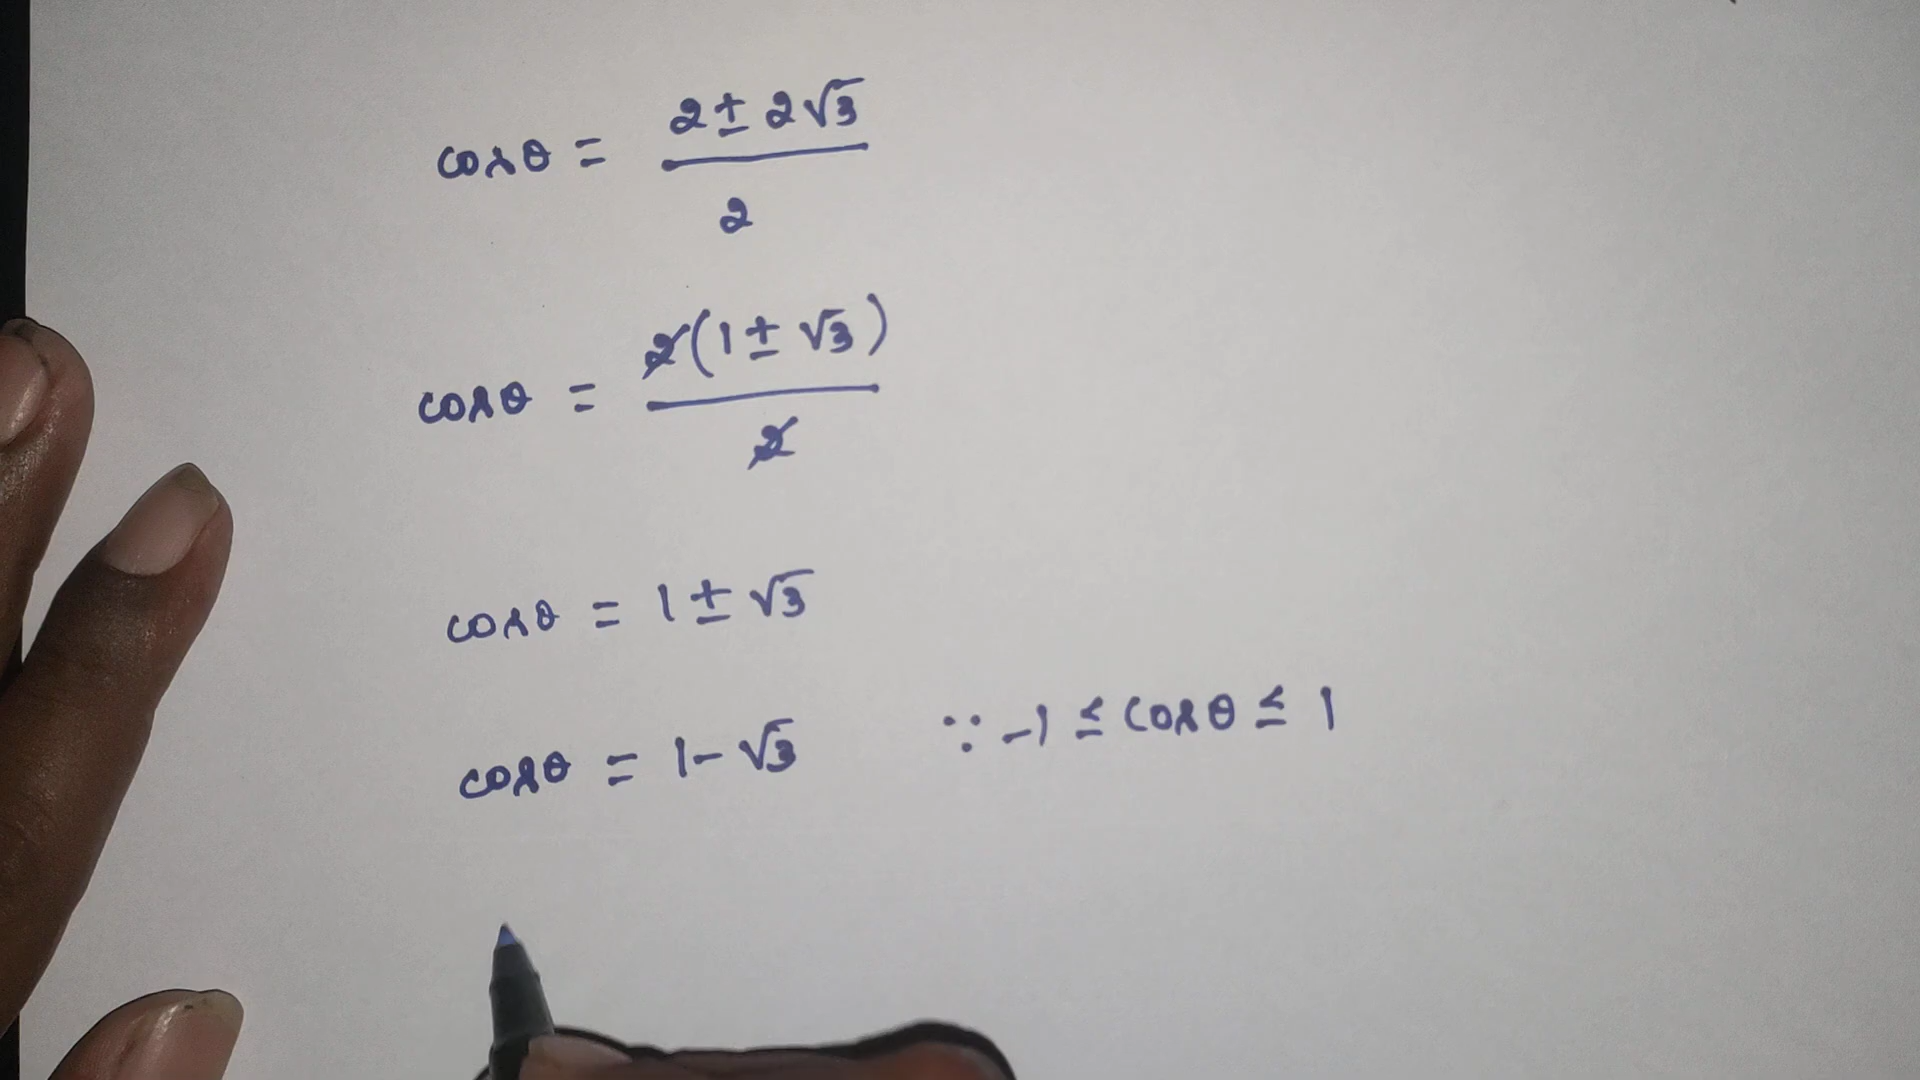 cosθ = (2 ± 2√3)/2
cosθ = 2(1 ± √3)/2
cosθ = 1 ± √3
cosθ = 1 - √3 ∵ -1 ≤ cosθ ≤ 1